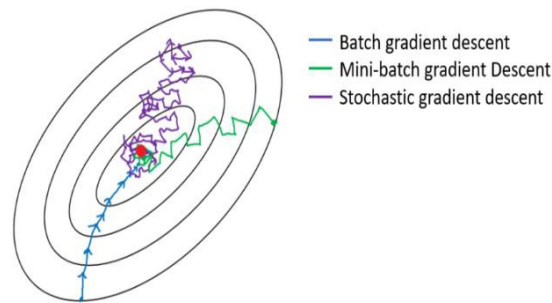 Batch gradient descent
Mini-batch gradient Descent
Stochastic gradient descent